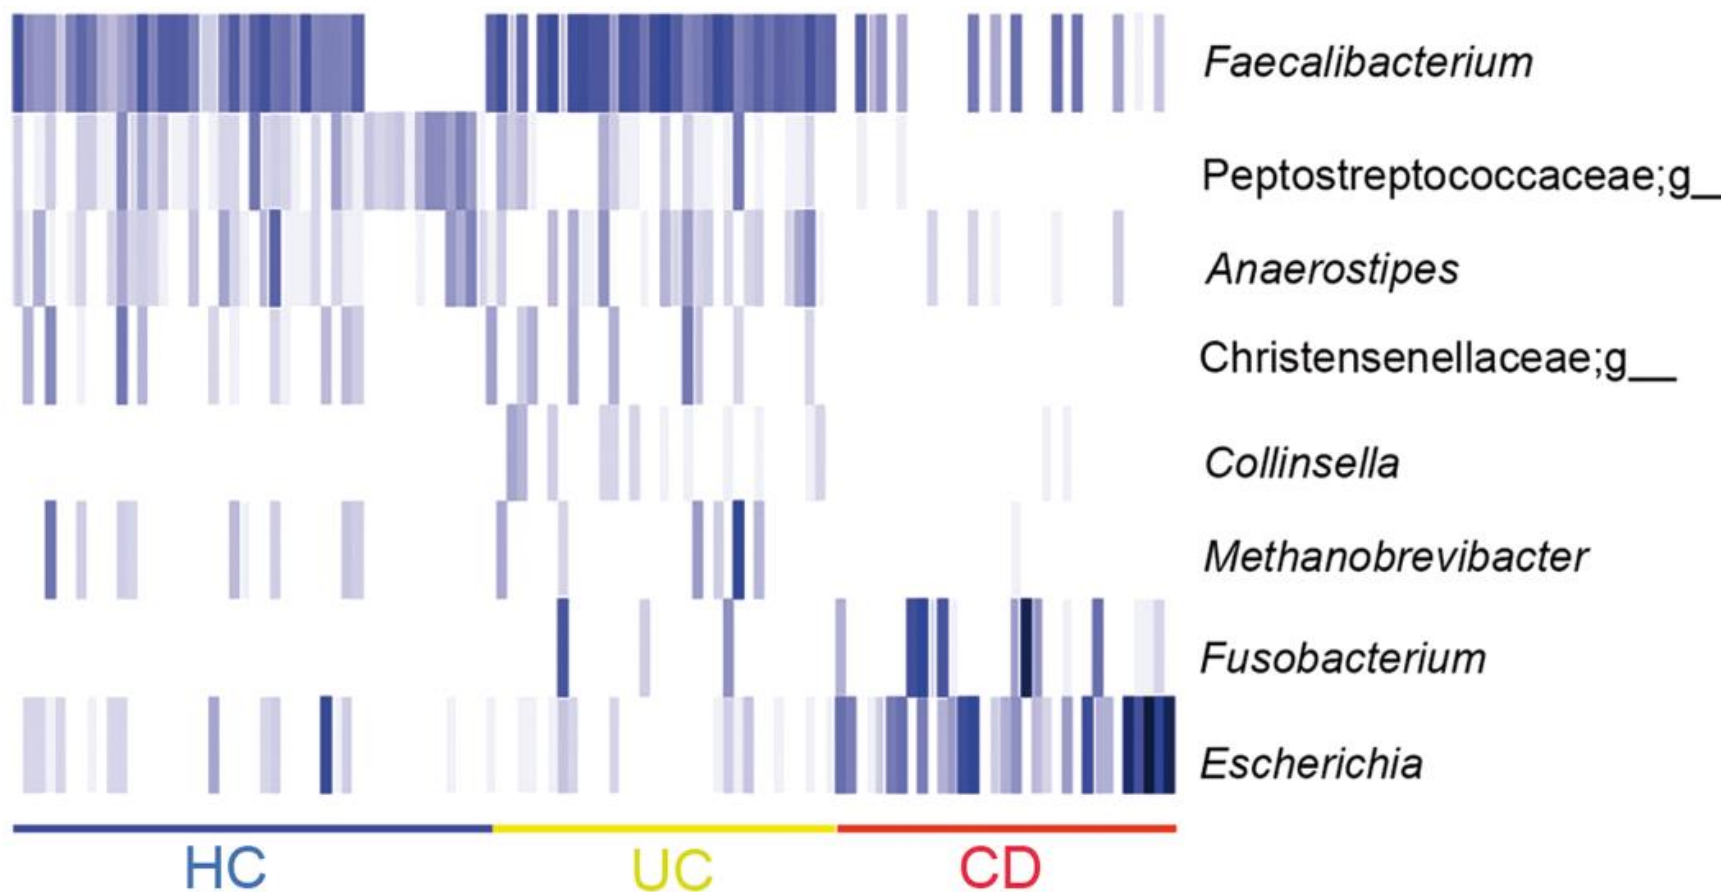 Faecalibacterium
Peptostreptococcaceae;g__
Anaerostipes
Christensenellaceae;g__
Collinsella
Methanobrevibacter
Fusobacterium
Escherichia
HC UC CD